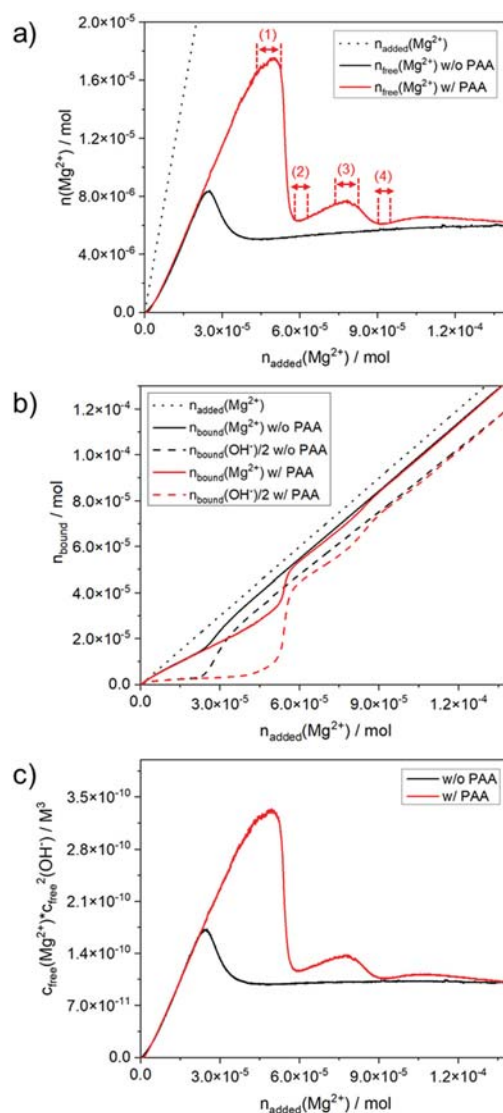 a)
n(Mg²⁺) / mol
2.0×10⁻⁵
1.6×10⁻⁵
1.2×10⁻⁵
8.0×10⁻⁶
4.0×10⁻⁶
0.0
(1)
(2)
(3)
(4)
n_added(Mg²⁺)
n_free(Mg²⁺) w/o PAA
n_free(Mg²⁺) w/ PAA
0.0 3.0×10⁻⁵ 6.0×10⁻⁵ 9.0×10⁻⁵ 1.2×10⁻⁴
n_added(Mg²⁺) / mol
b)
n_bound / mol
1.2×10⁻⁴
1.0×10⁻⁴
8.0×10⁻⁵
6.0×10⁻⁵
4.0×10⁻⁵
2.0×10⁻⁵
0.0
n_added(Mg²⁺)
n_bound(Mg²⁺) w/o PAA
n_bound(OH⁻)/2 w/o PAA
n_bound(Mg²⁺) w/ PAA
n_bound(OH⁻)/2 w/ PAA
0.0 3.0×10⁻⁵ 6.0×10⁻⁵ 9.0×10⁻⁵ 1.2×10⁻⁴
n_added(Mg²⁺) / mol
c)
c_free(Mg²⁺)*c_free²(OH⁻) / M³
3.5×10⁻¹⁰
2.8×10⁻¹⁰
2.1×10⁻¹⁰
1.4×10⁻¹⁰
7.0×10⁻¹¹
0.0
w/o PAA
w/ PAA
0.0 3.0×10⁻⁵ 6.0×10⁻⁵ 9.0×10⁻⁵ 1.2×10⁻⁴
n_added(Mg²⁺) / mol